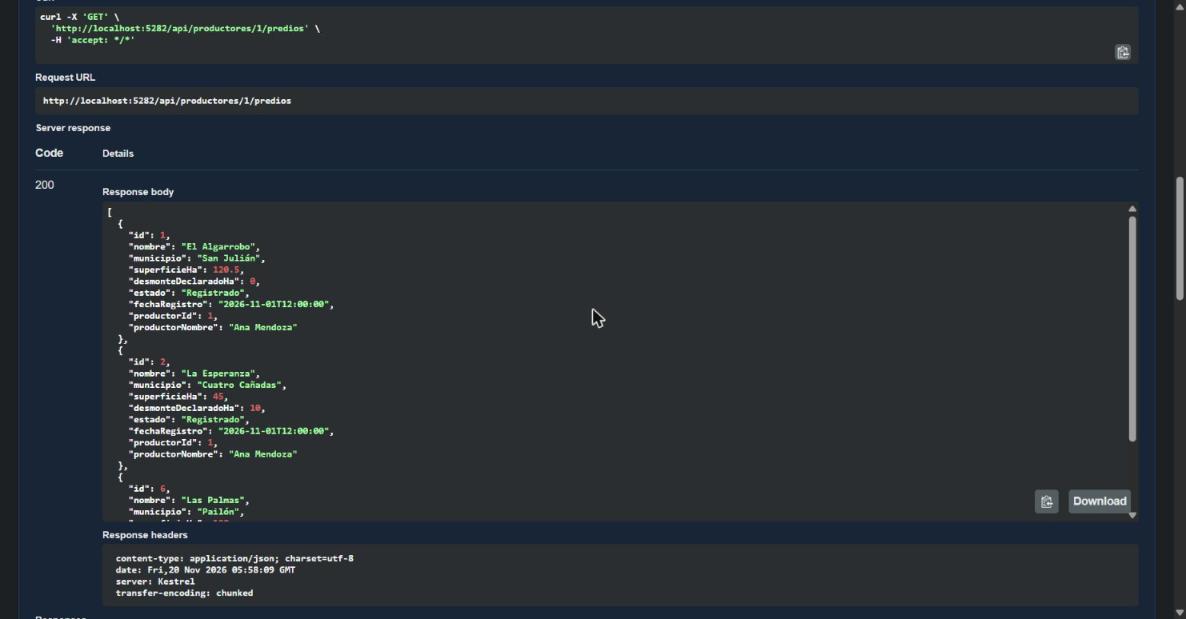 curl -X 'GET' \
'http://localhost:5282/api/productores/1/predios' \
-H 'accept: */*'
Request URL
http://localhost:5282/api/productores/1/predios
Server response
Code Details
200
Response body
[
{
"id": 1,
"nombre": "El Algarrobo",
"municipio": "San Julián",
"superficieHa": 120.5,
"desmonteDeclaradoHa": 0,
"estado": "Registrado",
"fechaRegistro": "2026-11-01T12:00:00",
"productorId": 1,
"productorNombre": "Ana Mendoza"
},
{
"id": 2,
"nombre": "La Esperanza",
"municipio": "Cuatro Cañadas",
"superficieHa": 45,
"desmonteDeclaradoHa": 10,
"estado": "Registrado",
"fechaRegistro": "2026-11-01T12:00:00",
"productorId": 1,
"productorNombre": "Ana Mendoza"
},
{
"id": 6,
"nombre": "Las Palmas",
"municipio": "Pailón",
Download
Response headers
content-type: application/json; charset=utf-8
date: Fri,20 Nov 2026 05:58:09 GMT
server: Kestrel
transfer-encoding: chunked